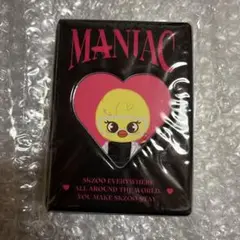 MANIAC
SKZOO EVERYWHERE
ALL AROUND THE WORLD,
YOU MAKE SKZOO STAY